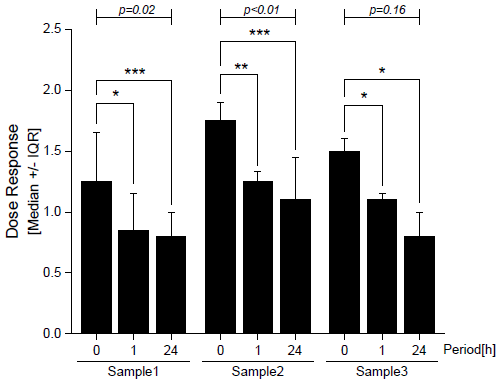 p=0.02 p<0.01 p=0.16
2.5
*** 
*** *
2.0
** 
* *
1.5
1.0
0.5
0.0
Dose Response
[Median +/- IQR]
0 1 24 0 1 24 0 1 24 Period[h]
Sample1 Sample2 Sample3